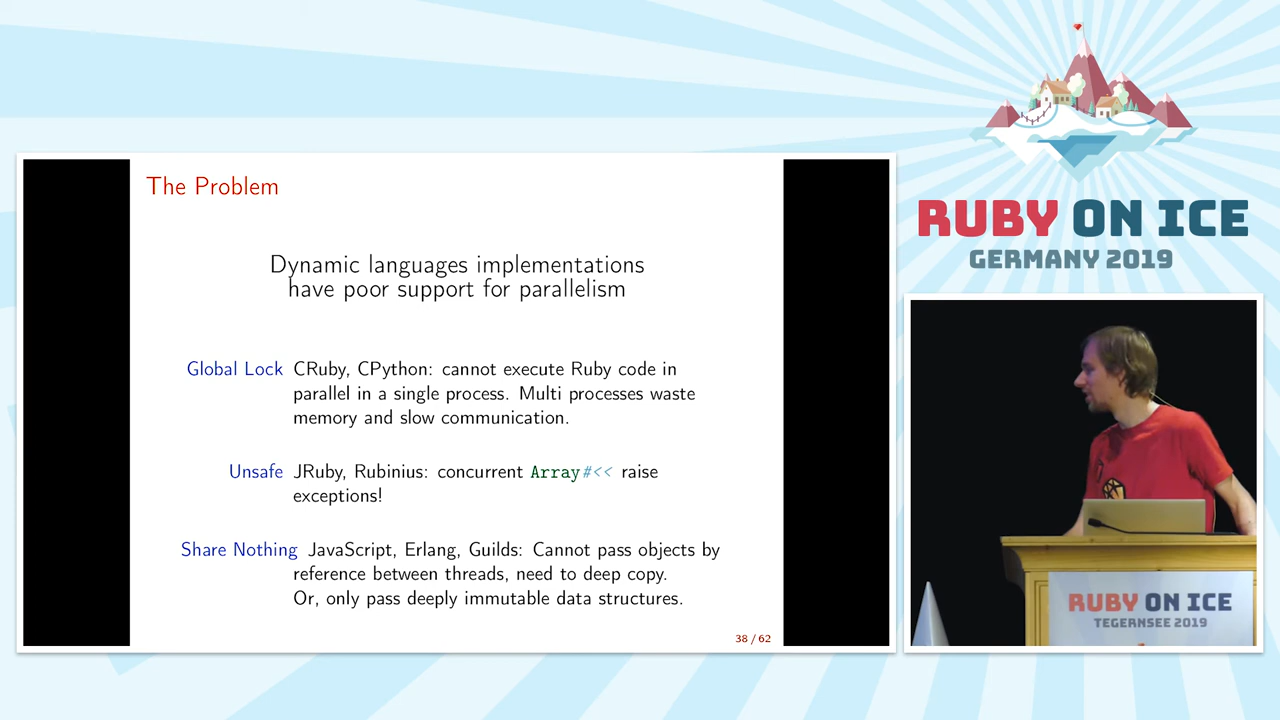 The Problem
Dynamic languages implementations
have poor support for parallelism
Global Lock CRuby, CPython: cannot execute Ruby code in
parallel in a single process. Multi processes waste
memory and slow communication.
Unsafe JRuby, Rubinius: concurrent Array#<< raise
exceptions!
Share Nothing JavaScript, Erlang, Guilds: Cannot pass objects by
reference between threads, need to deep copy.
Or, only pass deeply immutable data structures.
38 / 62
RUBY ON ICE
GERMANY 2019
RUBY ON ICE
TEGERNSEE 2019